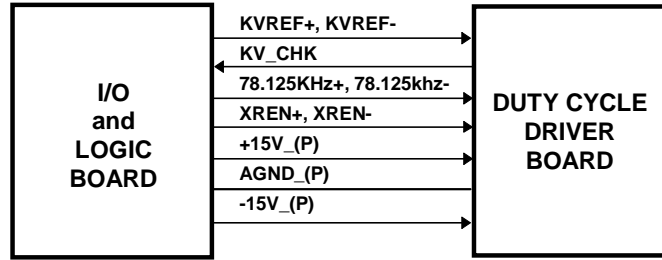 I/O
and
LOGIC
BOARD
KVREF+, KVREF-
KV_CHK
78.125KHz+, 78.125khz-
XREN+, XREN-
+15V_(P)
AGND_(P)
-15V_(P)
DUTY CYCLE
DRIVER
BOARD